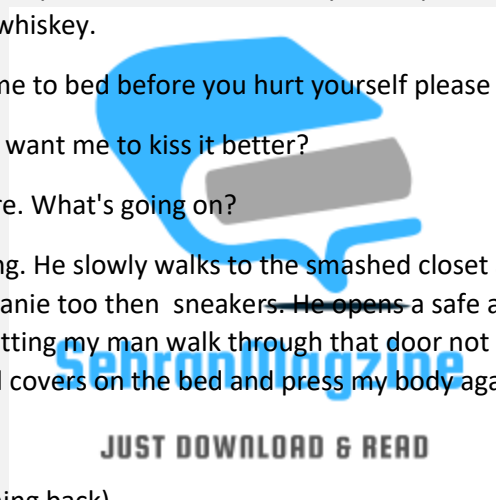 whiskey.
me to bed before you hurt yourself please
want me to kiss it better?
re. What's going on?
ng. He slowly walks to the smashed closet
anie too then sneakers. He opens a safe a
tting my man walk through that door not
covers on the bed and press my body aga
SehranMagzine
JUST DOWNLOAD & READ